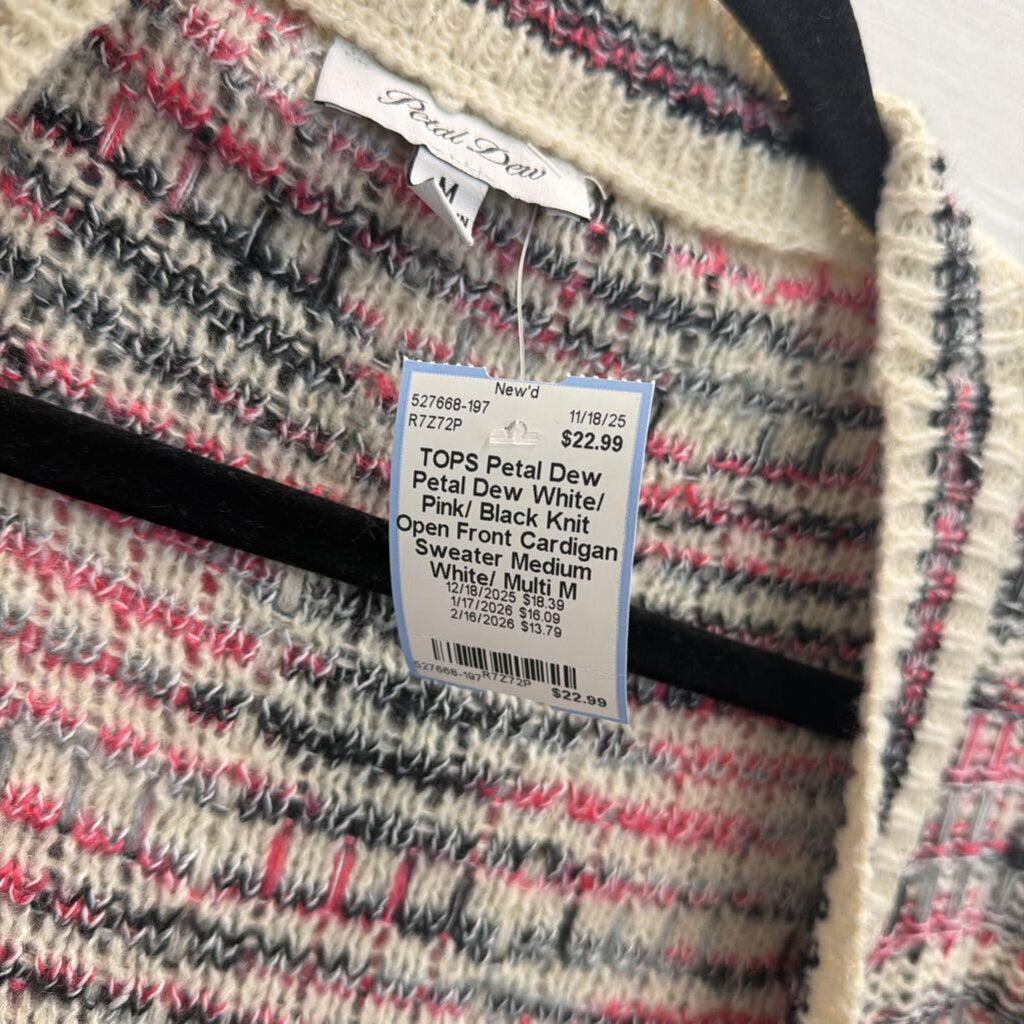 Petal Dew
M
New'd
527668-197
R7Z72P
11/18/25
$22.99
TOPS Petal Dew
Petal Dew White/
Pink/ Black Knit
Open Front Cardigan
Sweater Medium
White/ Multi M
12/18/2025 $18.39
1/17/2026 $16.09
2/16/2026 $13.79
527668-197 R7Z72P
$22.99